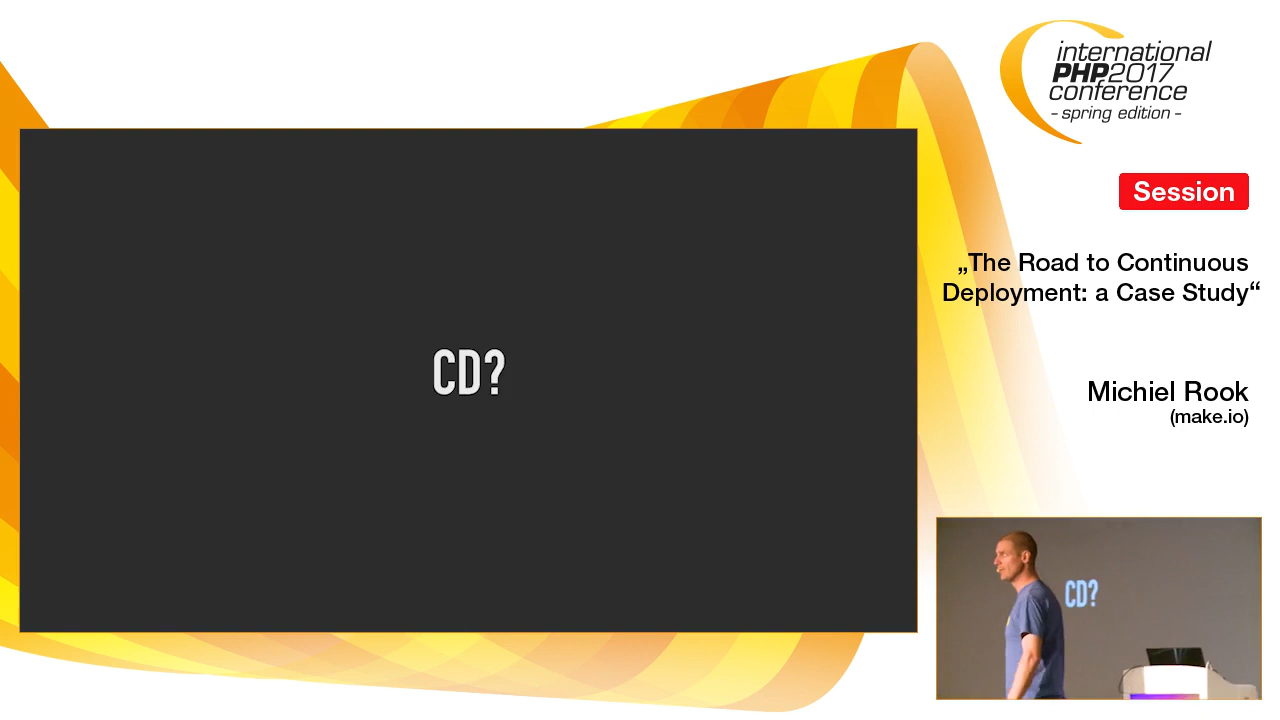 international
PHP2017
conference
- spring edition -
Session
„The Road to Continuous
Deployment: a Case Study“
Michiel Rook
(make.io)
CD?
CD?